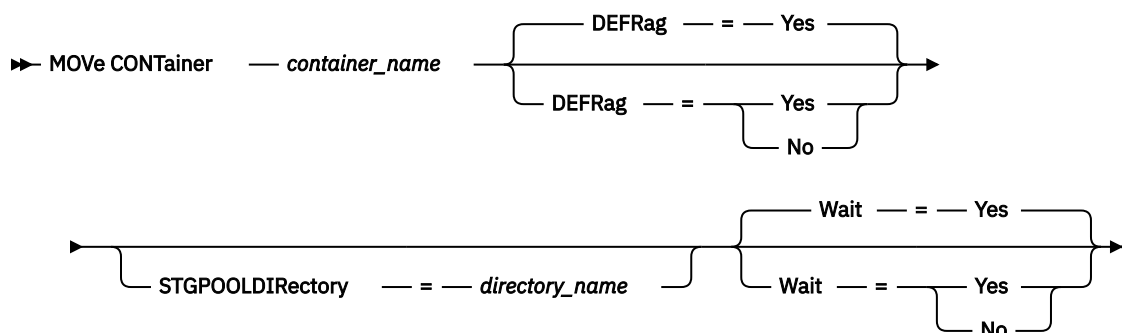 DEFRag = Yes
MOVe CONTainer container_name
DEFRag = Yes
No
Wait = Yes
STGPOOLDIRectory = directory_name Wait = Yes
No